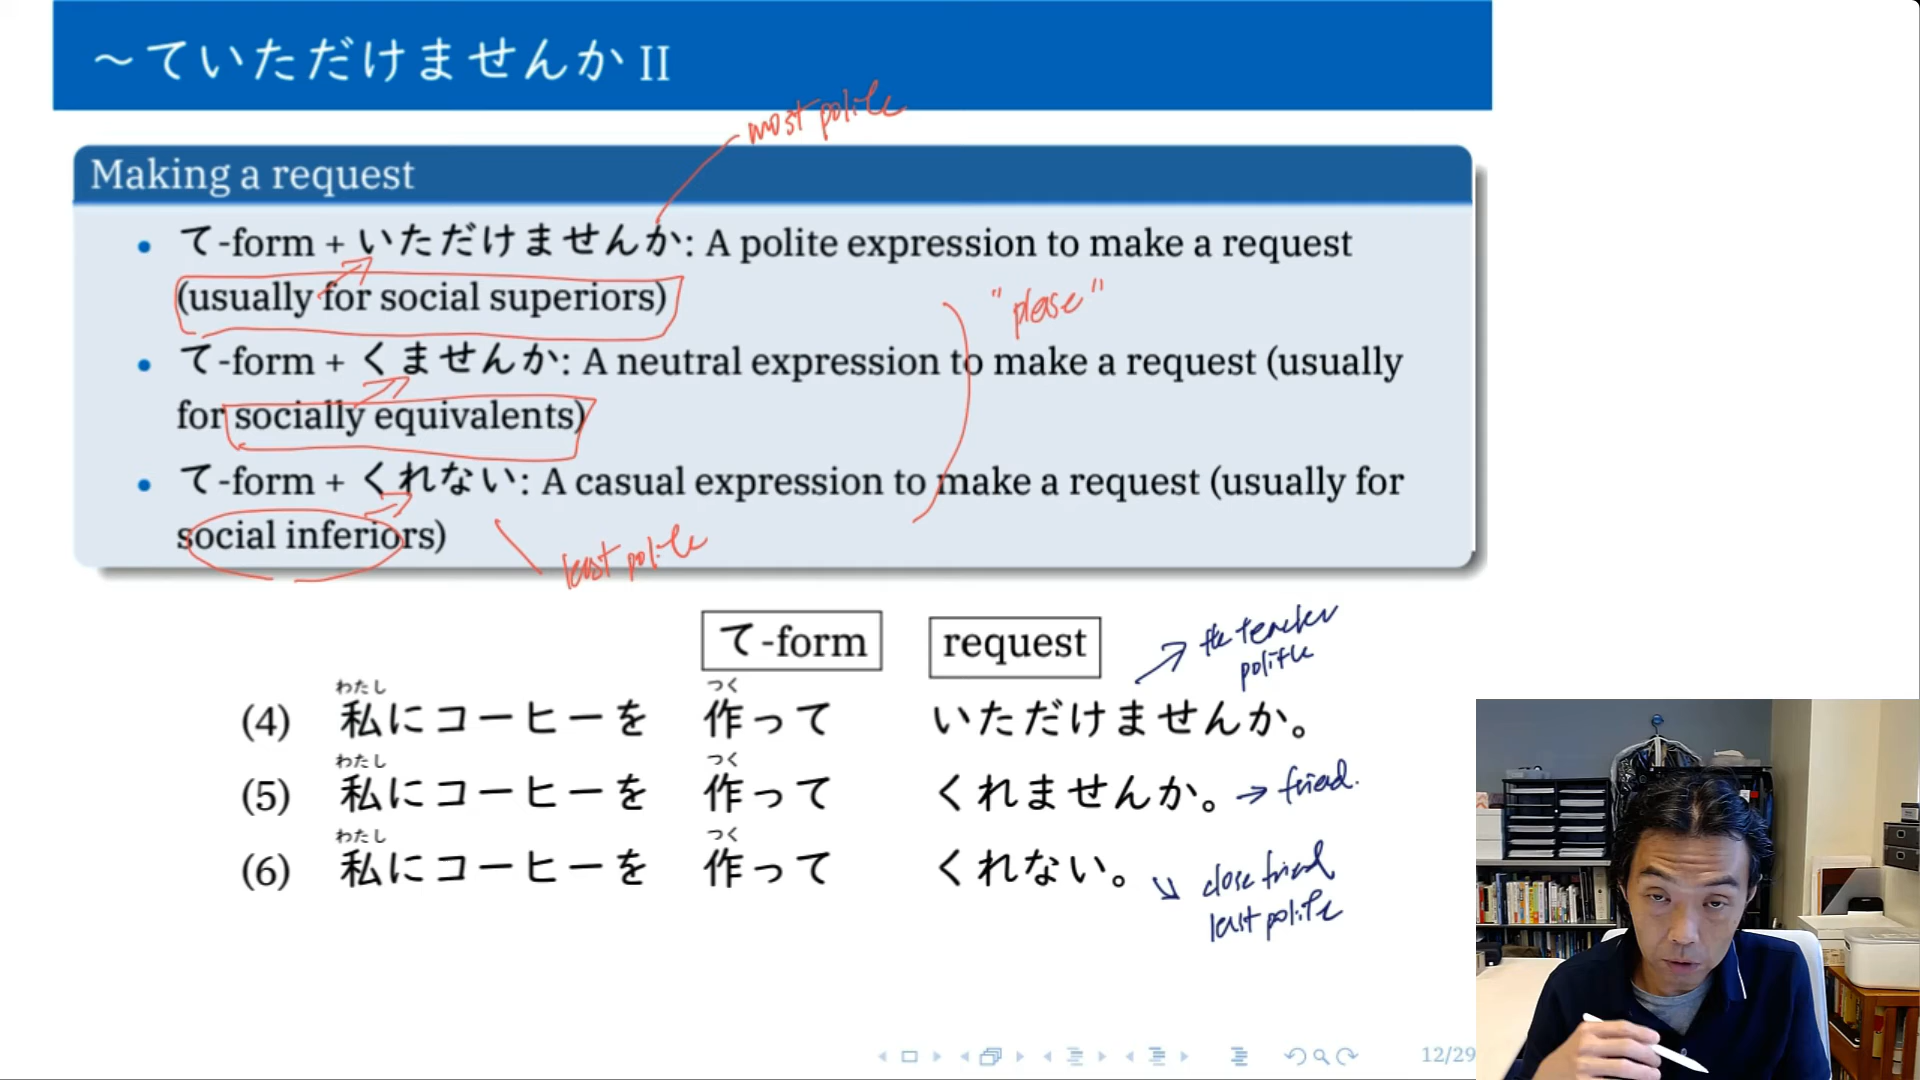 ～ていただけませんか II
most polite
Making a request
• て-form + いただけませんか: A polite expression to make a request
(usually for social superiors)
"please"
• て-form + くませんか: A neutral expression to make a request (usually
for socially equivalents)
• て-form + くれない: A casual expression to make a request (usually for
social inferiors)
least polite
て-form request
the teacher
polite
わたし つく
(4) 私にコーヒーを 作って いただけませんか。
わたし つく
(5) 私にコーヒーを 作って くれませんか。 → friend.
わたし つく
(6) 私にコーヒーを 作って くれない。
close friend
least polite
12/29